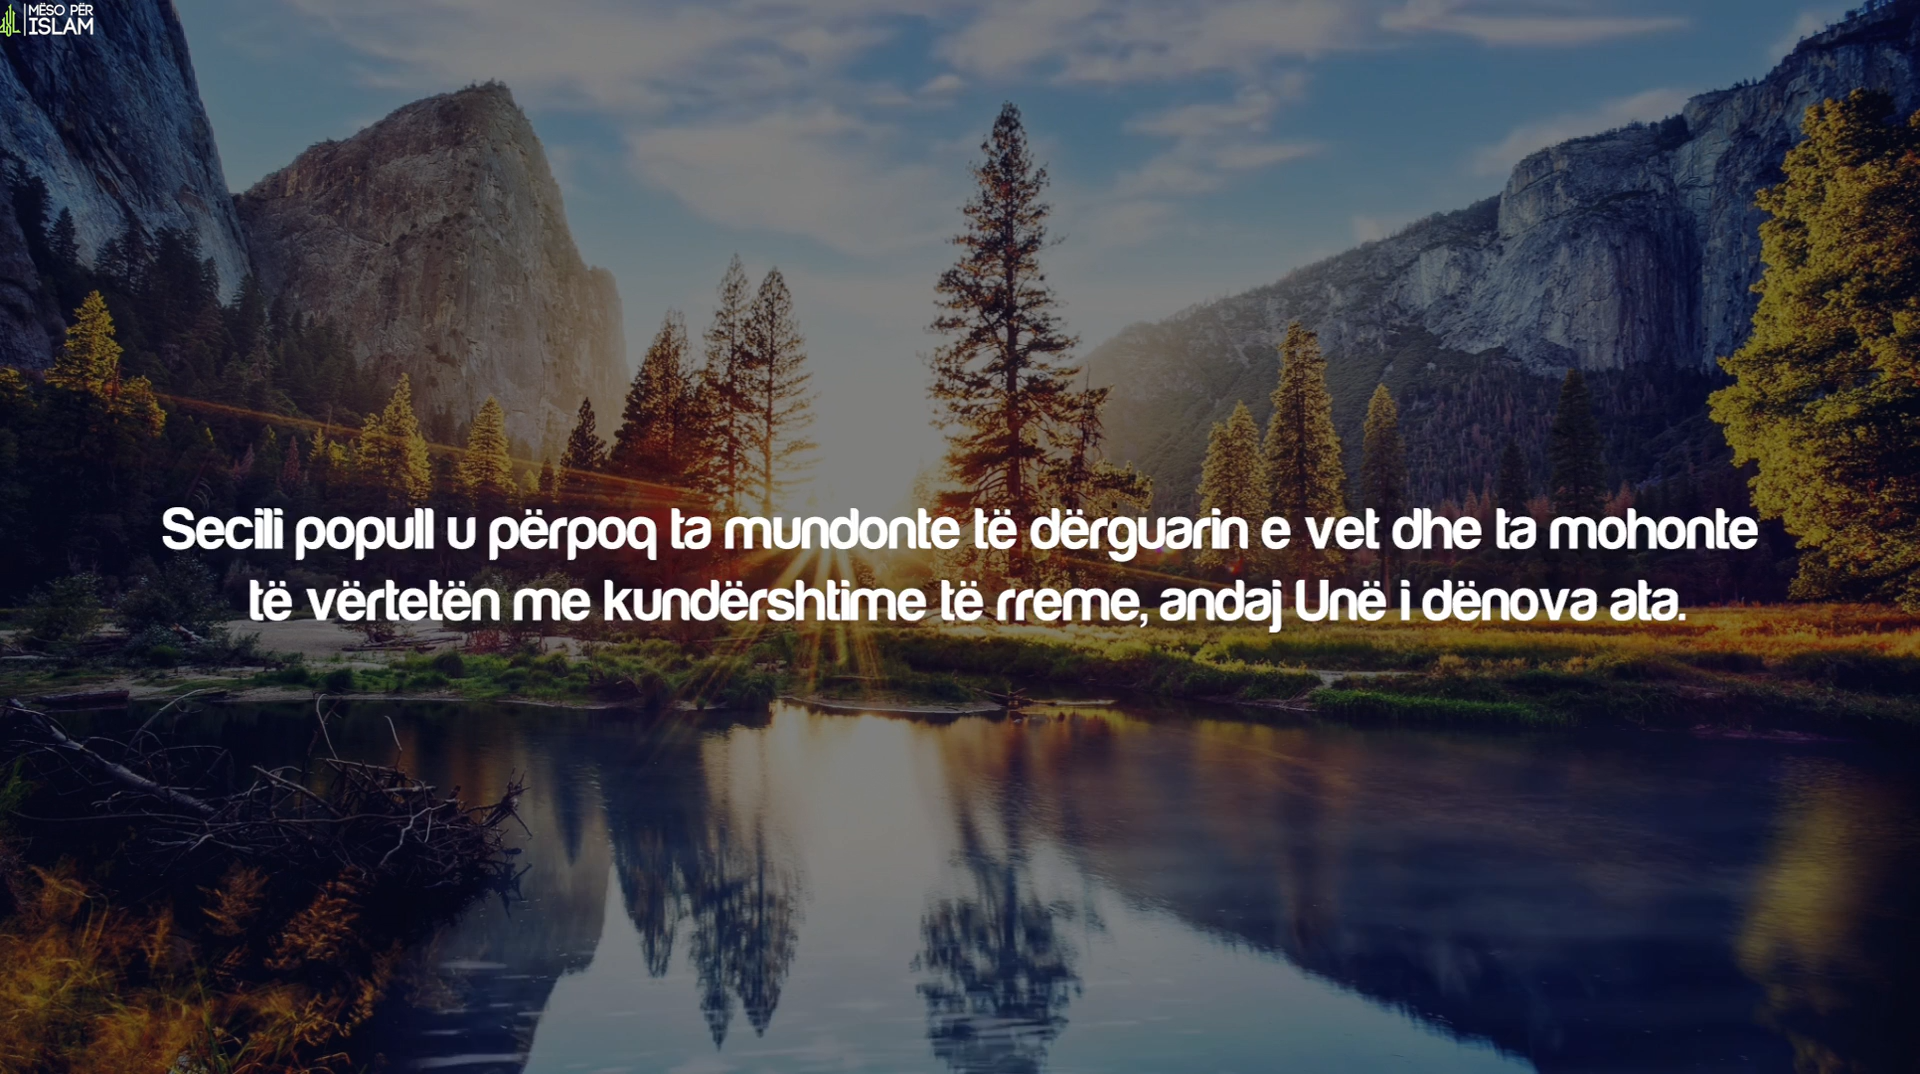 MËSO PËR
ISLAM
Secili popull u përpoq ta mundonte të dërguarin e vet dhe ta mohonte
të vërtetën me kundërshtime të rreme, andaj Unë i dënova ata.